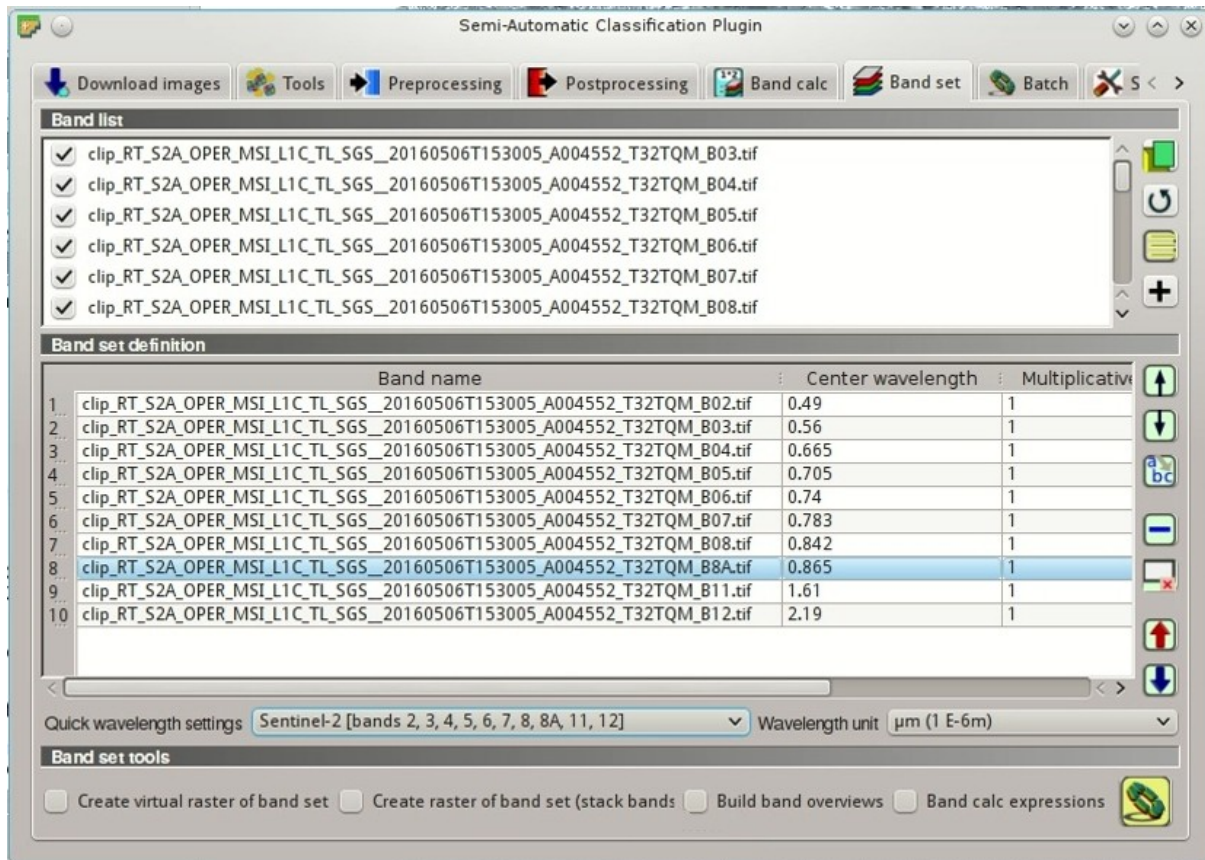 Semi-Automatic Classification Plugin
Download images Tools Preprocessing Postprocessing Band calc Band set Batch S
Band list
clip_RT_S2A_OPER_MSI_L1C_TL_SGS__20160506T153005_A004552_T32TQM_B03.tif
clip_RT_S2A_OPER_MSI_L1C_TL_SGS__20160506T153005_A004552_T32TQM_B04.tif
clip_RT_S2A_OPER_MSI_L1C_TL_SGS__20160506T153005_A004552_T32TQM_B05.tif
clip_RT_S2A_OPER_MSI_L1C_TL_SGS__20160506T153005_A004552_T32TQM_B06.tif
clip_RT_S2A_OPER_MSI_L1C_TL_SGS__20160506T153005_A004552_T32TQM_B07.tif
clip_RT_S2A_OPER_MSI_L1C_TL_SGS__20160506T153005_A004552_T32TQM_B08.tif
Band set definition
Band name Center wavelength Multiplicative
1 clip_RT_S2A_OPER_MSI_L1C_TL_SGS__20160506T153005_A004552_T32TQM_B02.tif 0.49 1
2 clip_RT_S2A_OPER_MSI_L1C_TL_SGS__20160506T153005_A004552_T32TQM_B03.tif 0.56 1
3 clip_RT_S2A_OPER_MSI_L1C_TL_SGS__20160506T153005_A004552_T32TQM_B04.tif 0.665 1
4 clip_RT_S2A_OPER_MSI_L1C_TL_SGS__20160506T153005_A004552_T32TQM_B05.tif 0.705 1
5 clip_RT_S2A_OPER_MSI_L1C_TL_SGS__20160506T153005_A004552_T32TQM_B06.tif 0.74 1
6 clip_RT_S2A_OPER_MSI_L1C_TL_SGS__20160506T153005_A004552_T32TQM_B07.tif 0.783 1
7 clip_RT_S2A_OPER_MSI_L1C_TL_SGS__20160506T153005_A004552_T32TQM_B08.tif 0.842 1
8 clip_RT_S2A_OPER_MSI_L1C_TL_SGS__20160506T153005_A004552_T32TQM_B8A.tif 0.865 1
9 clip_RT_S2A_OPER_MSI_L1C_TL_SGS__20160506T153005_A004552_T32TQM_B11.tif 1.61 1
10 clip_RT_S2A_OPER_MSI_L1C_TL_SGS__20160506T153005_A004552_T32TQM_B12.tif 2.19 1
a bc
Quick wavelength settings Sentinel-2 [bands 2, 3, 4, 5, 6, 7, 8, 8A, 11, 12] Wavelength unit µm (1 E-6m)
Band set tools
Create virtual raster of band set Create raster of band set (stack bands Build band overviews Band calc expressions